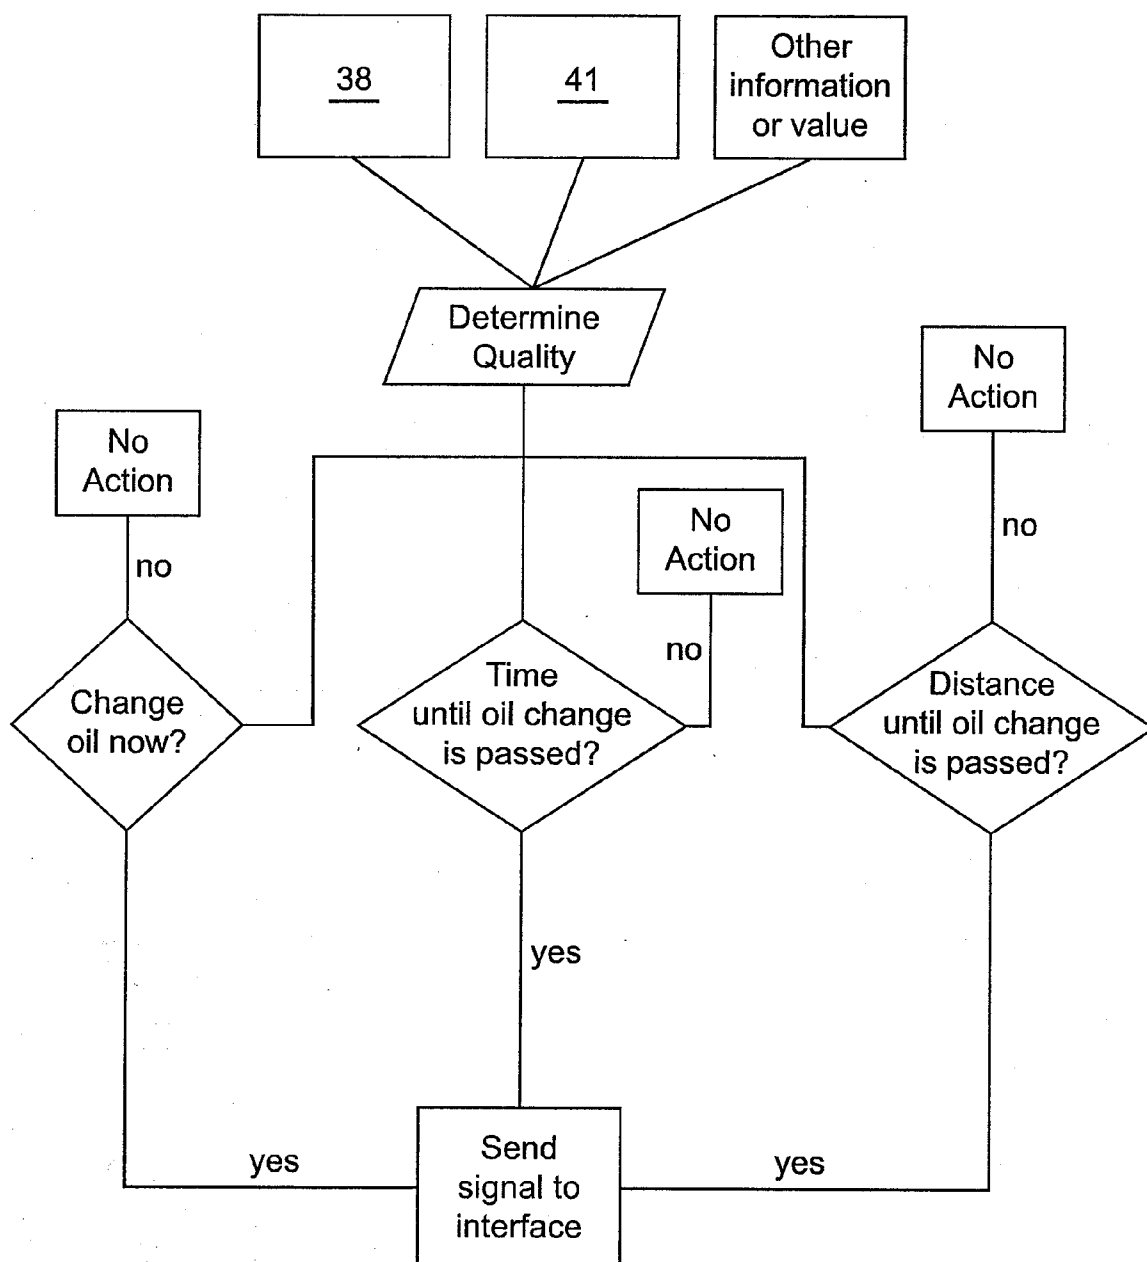 38
41
Other
information
or value
Determine
Quality
No
Action
No
Action
No
Action
no
no
no
Change
oil now?
Time
until oil change
is passed?
Distance
until oil change
is passed?
yes
yes
yes
Send
signal to
interface